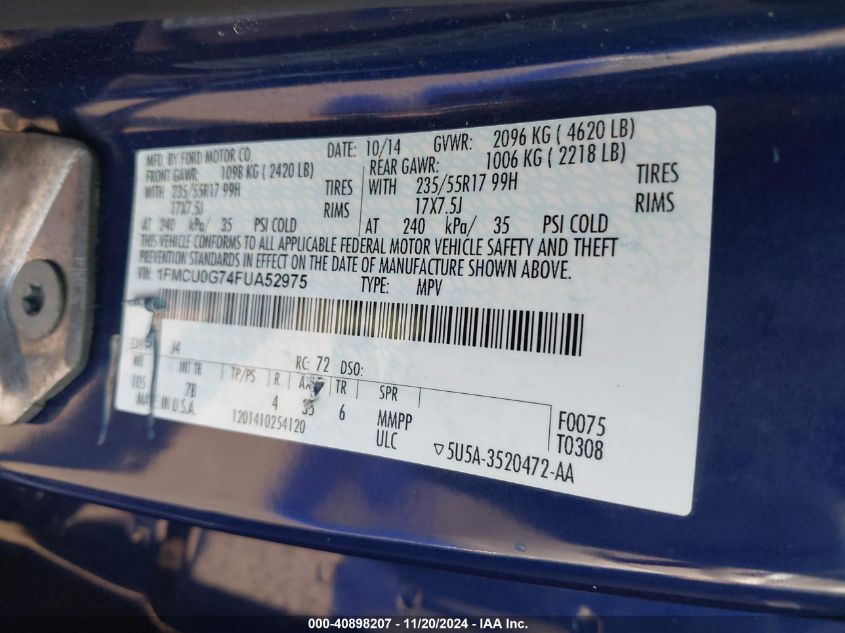 MFD. BY FORD MOTOR CO. DATE: 10/14 GVWR: 2096 KG ( 4620 LB)
FRONT GAWR: 1098 KG ( 2420 LB) REAR GAWR: 1006 KG ( 2218 LB)
WITH 235/55R17 99H TIRES WITH 235/55R17 99H TIRES
17X7.5J RIMS 17X7.5J RIMS
AT 240 kPa/ 35 PSI COLD AT 240 kPa/ 35 PSI COLD
THIS VEHICLE CONFORMS TO ALL APPLICABLE FEDERAL MOTOR VEHICLE SAFETY AND THEFT
PREVENTION STANDARDS IN EFFECT ON THE DATE OF MANUFACTURE SHOWN ABOVE.
VIN: 1FMCU0G74FUA52975 TYPE: MPV
J4 RC: 72 DSO:
WB INT TR TP/PS R TR SPR
105 7B 4 35 6 MMPP F0075
MADE IN U.S.A. 1201410254120 ULC T0308
▽5U5A-3520472-AA
000-40898207 - 11/20/2024 - IAA Inc.